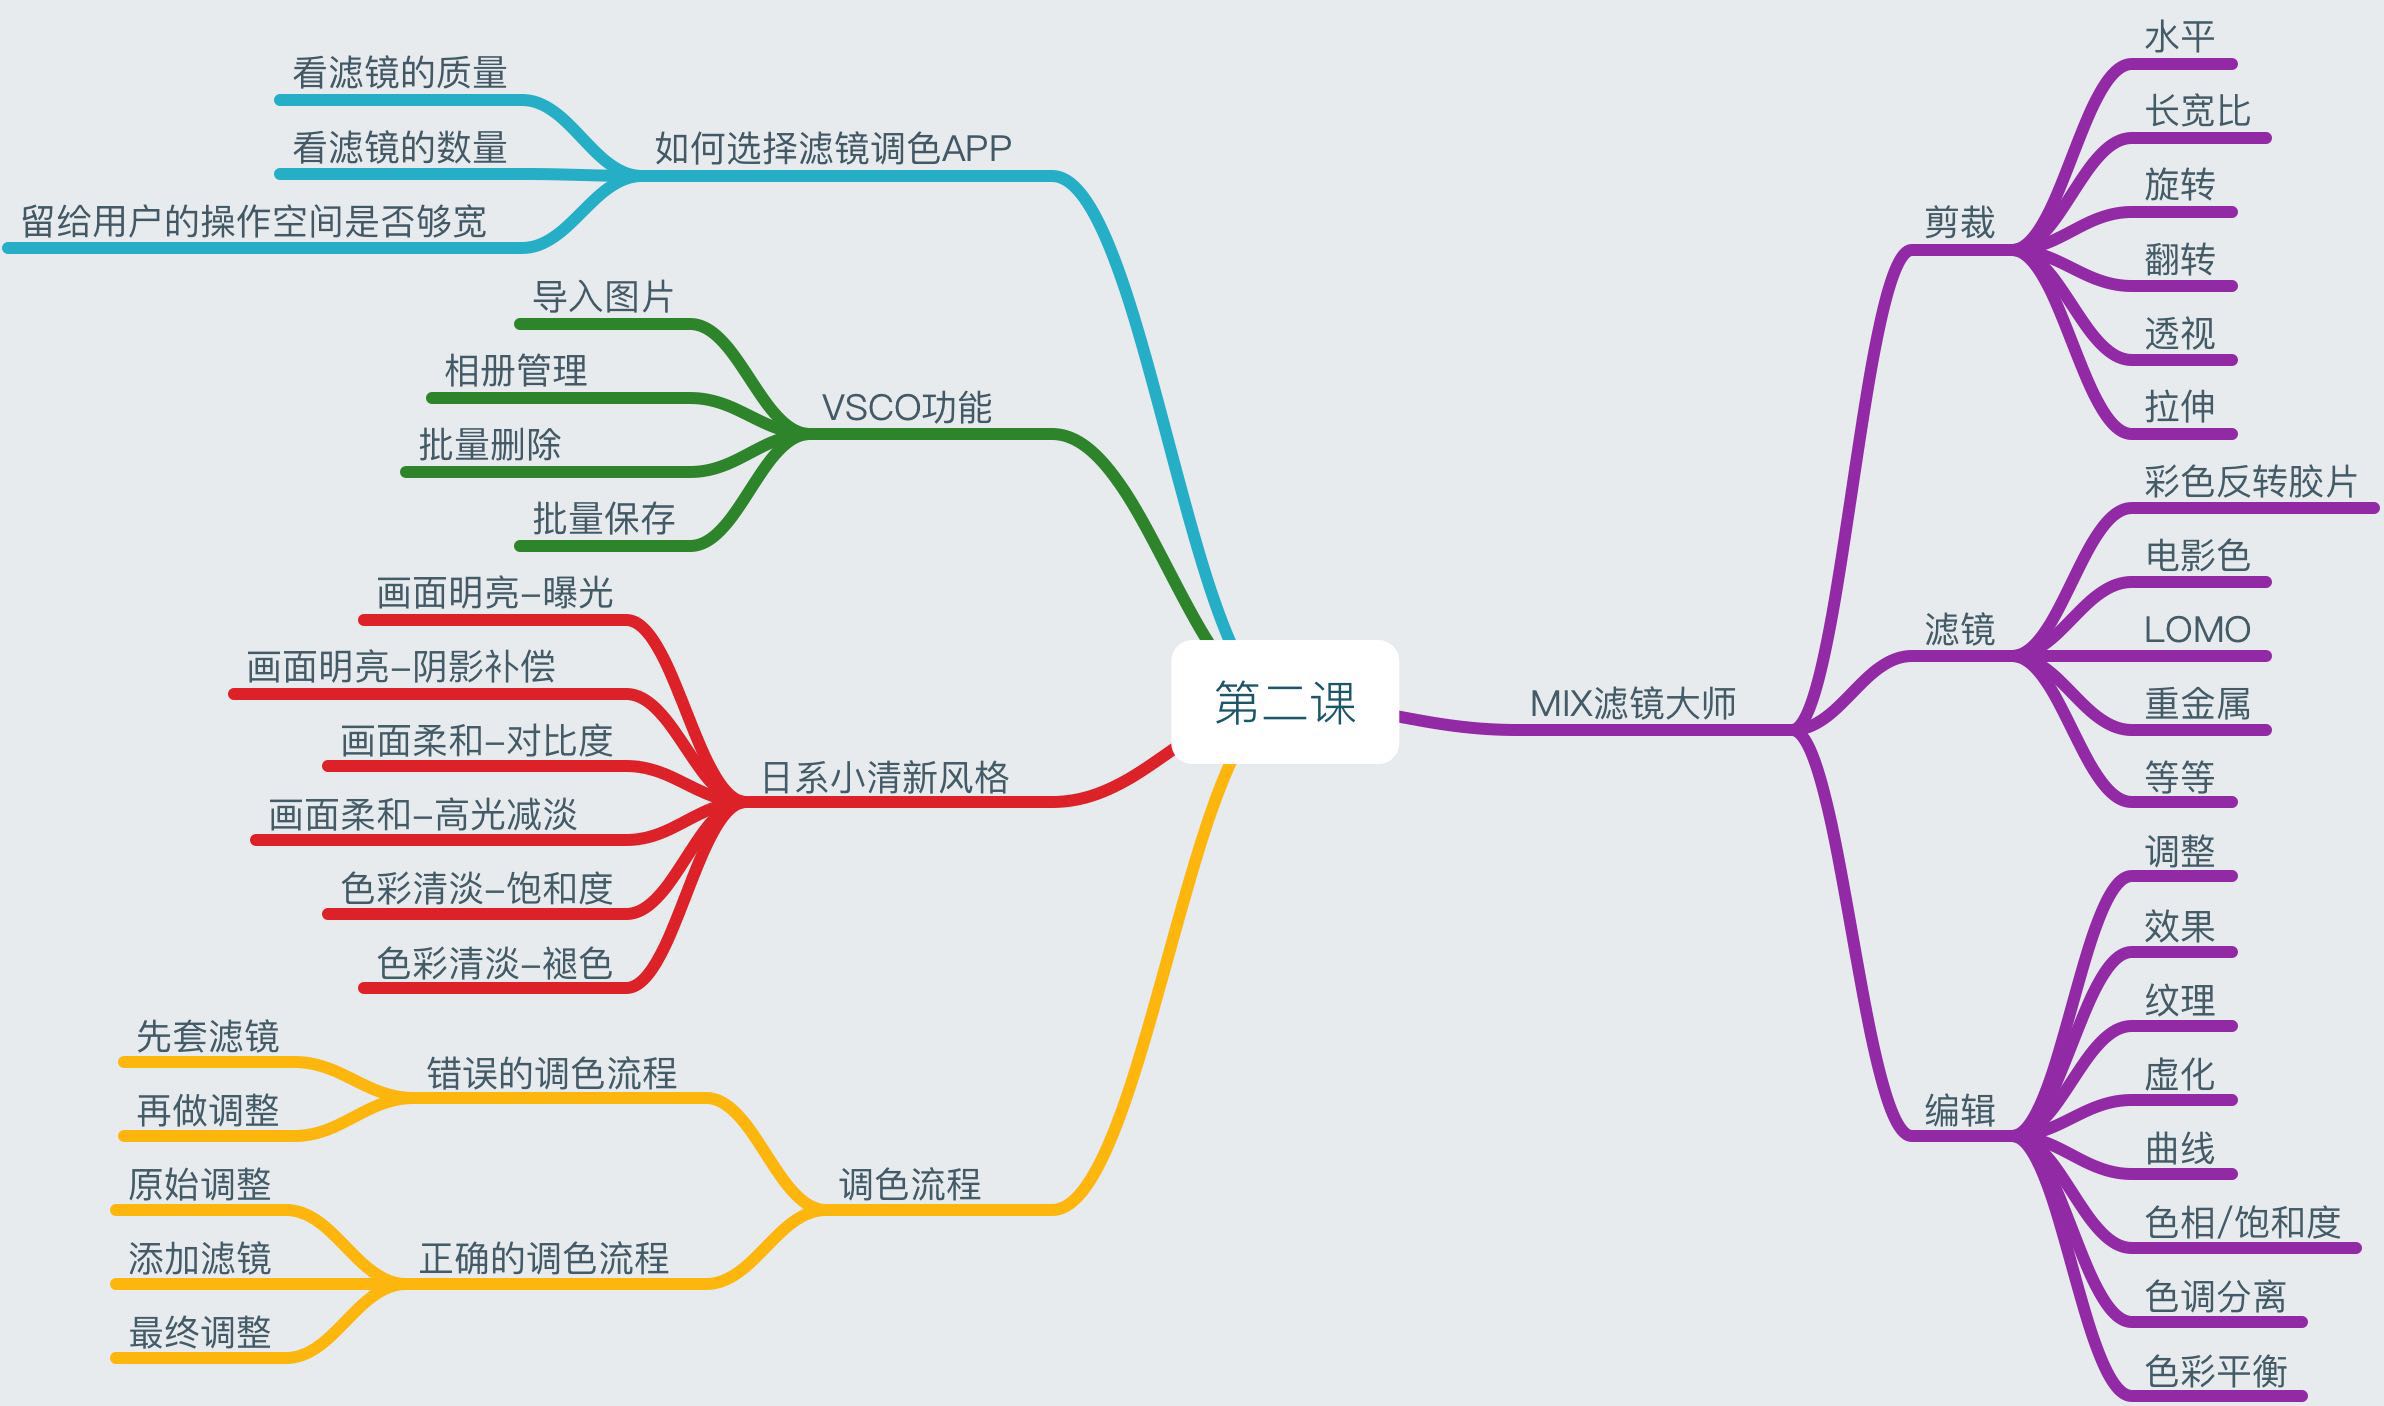 第二课
如何选择滤镜调色APP
看滤镜的质量
看滤镜的数量
留给用户的操作空间是否够宽
VSCO功能
导入图片
相册管理
批量删除
批量保存
日系小清新风格
画面明亮–曝光
画面明亮–阴影补偿
画面柔和–对比度
画面柔和–高光减淡
色彩清淡–饱和度
色彩清淡–褪色
调色流程
错误的调色流程
先套滤镜
再做调整
正确的调色流程
原始调整
添加滤镜
最终调整
MIX滤镜大师
剪裁
水平
长宽比
旋转
翻转
透视
拉伸
滤镜
彩色反转胶片
电影色
LOMO
重金属
等等
编辑
调整
效果
纹理
虚化
曲线
色相/饱和度
色调分离
色彩平衡